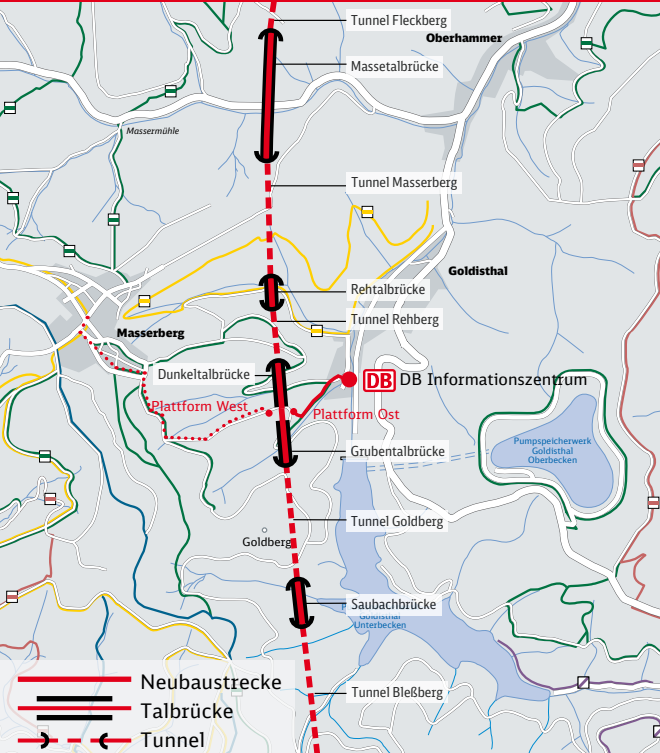 Tunnel Fleckberg
Oberhammer
Massetalbrücke
Massermühle
Tunnel Masserberg
Goldisthal
Rehtalbrücke
Tunnel Rehberg
Masserberg
Dunkeltalbrücke
DB DB Informationszentrum
Plattform West
Plattform Ost
Pumpspeicherwerk
Goldisthal
Oberbecken
Grubentalbrücke
Tunnel Goldberg
Goldberg
Saubachbrücke
Goldisthal
Unterbecken
Neubaustrecke
Tunnel Bleßberg
Talbrücke
Tunnel